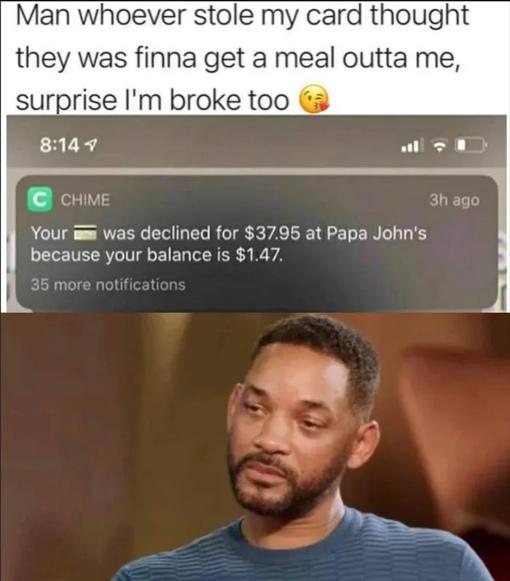 Man whoever stole my card thought
they was finna get a meal outta me,
surprise I'm broke too 😘
8:14
C CHIME 3h ago
Your 💳 was declined for $37.95 at Papa John's
because your balance is $1.47.
35 more notifications